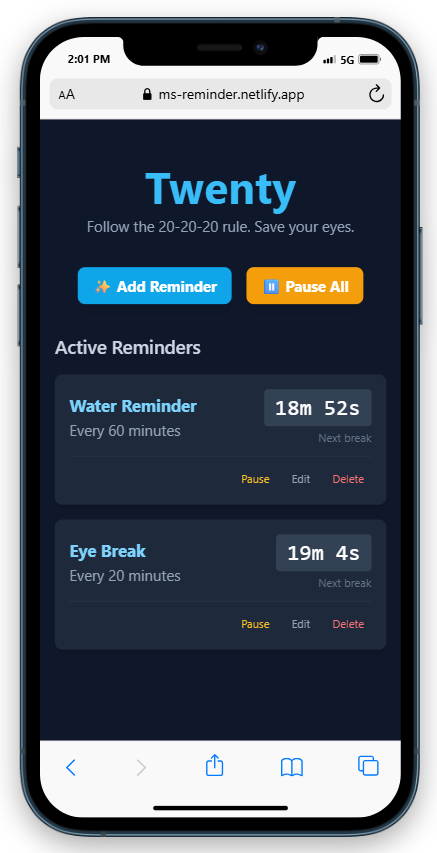 2:01 PM 5G
AA ms-reminder.netlify.app
Twenty
Follow the 20-20-20 rule. Save your eyes.
✨ Add Reminder ⏸ Pause All
Active Reminders
Water Reminder 18m 52s
Every 60 minutes Next break
Pause Edit Delete
Eye Break 19m 4s
Every 20 minutes Next break
Pause Edit Delete